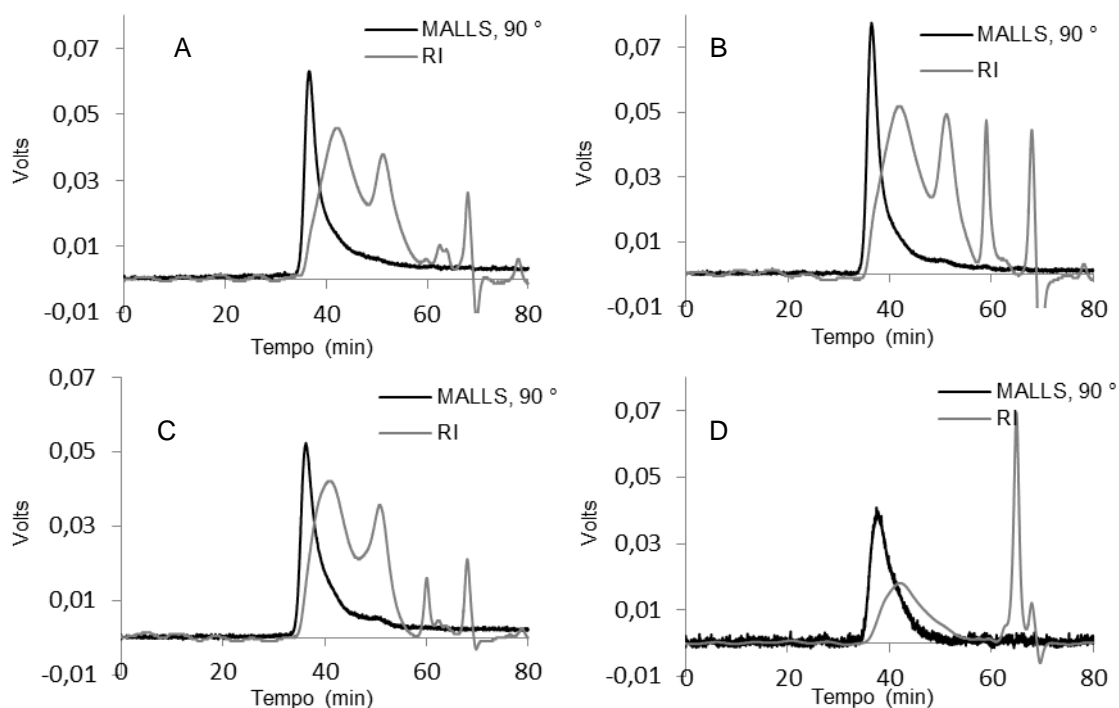 A
MALLS, 90 °
RI
0,07
0,05
0,03
0,01
-0,01
Volts
0 20 40 60 80
Tempo (min)
B
MALLS, 90 °
RI
0,07
0,05
0,03
0,01
-0,01
Volts
0 20 40 60 80
Tempo (min)
C
MALLS, 90 °
RI
0,07
0,05
0,03
0,01
-0,01
Volts
0 20 40 60 80
Tempo (min)
D
MALLS, 90 °
RI
0,07
0,05
0,03
0,01
-0,01
Volts
0 20 40 60 80
Tempo (min)